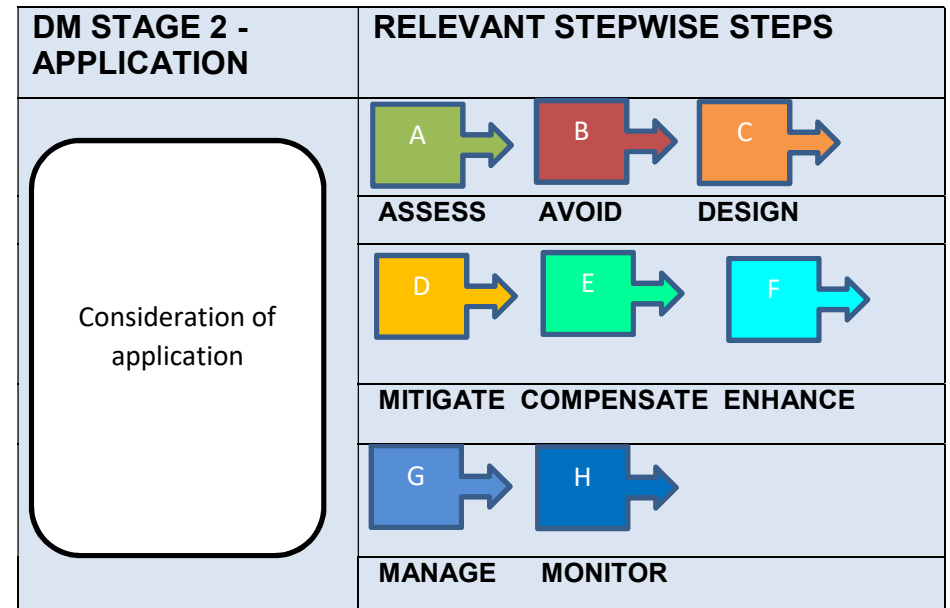 DM STAGE 2 -
APPLICATION
RELEVANT STEPWISE STEPS
Consideration of
application
A B C
ASSESS AVOID DESIGN
D E F
MITIGATE COMPENSATE ENHANCE
G H
MANAGE MONITOR